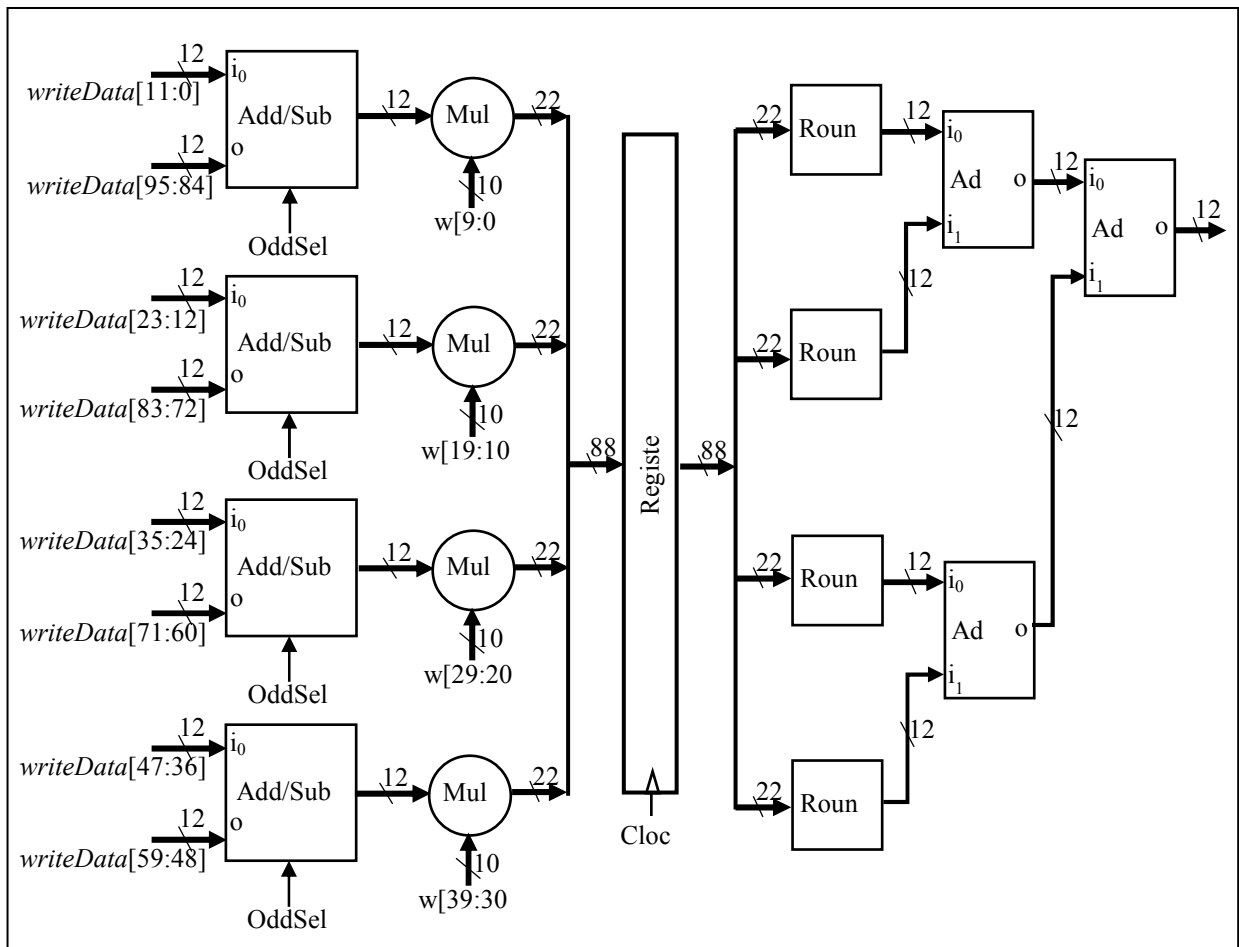 12
i0
writeData[11:0]
Add/Sub
12
Mul
22
12
o
writeData[95:84]
10
w[9:0
OddSel
12
i0
writeData[23:12]
Add/Sub
12
Mul
22
12
o
writeData[83:72]
10
w[19:10
OddSel
12
i0
writeData[35:24]
Add/Sub
12
Mul
22
12
o
writeData[71:60]
10
w[29:20
OddSel
12
i0
writeData[47:36]
Add/Sub
12
Mul
22
12
o
writeData[59:48]
10
w[39:30
OddSel
88
Registe
Cloc
88
22
Roun
12
i0
Ad
o
i1
12
i0
Ad
o
i1
12
22
Roun
12
12
22
Roun
12
i0
Ad
o
i1
22
Roun
12